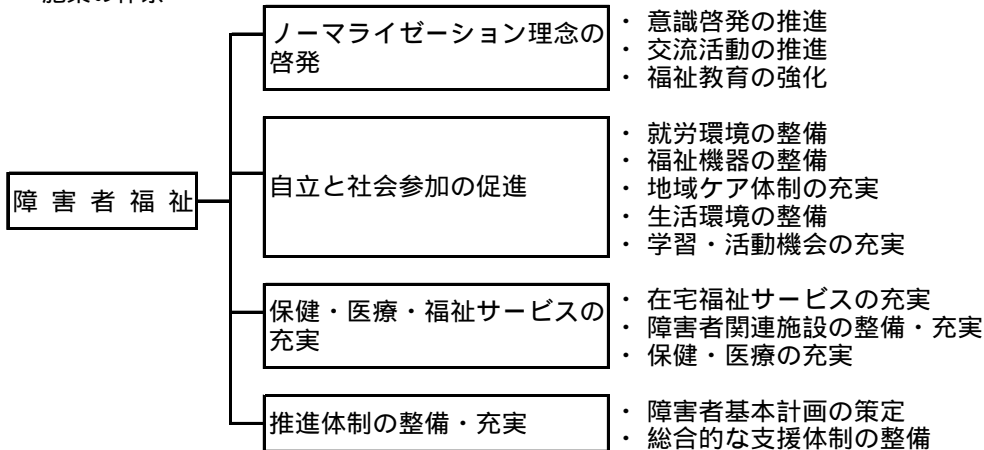 ノーマライゼーション理念の
啓発
・ 意識啓発の推進
・ 交流活動の推進
・ 福祉教育の強化
障害者福祉
自立と社会参加の促進
・ 就労環境の整備
・ 福祉機器の整備
・ 地域ケア体制の充実
・ 生活環境の整備
・ 学習・活動機会の充実
保健・医療・福祉サービスの
充実
・ 在宅福祉サービスの充実
・ 障害者関連施設の整備・充実
・ 保健・医療の充実
推進体制の整備・充実
・ 障害者基本計画の策定
・ 総合的な支援体制の整備